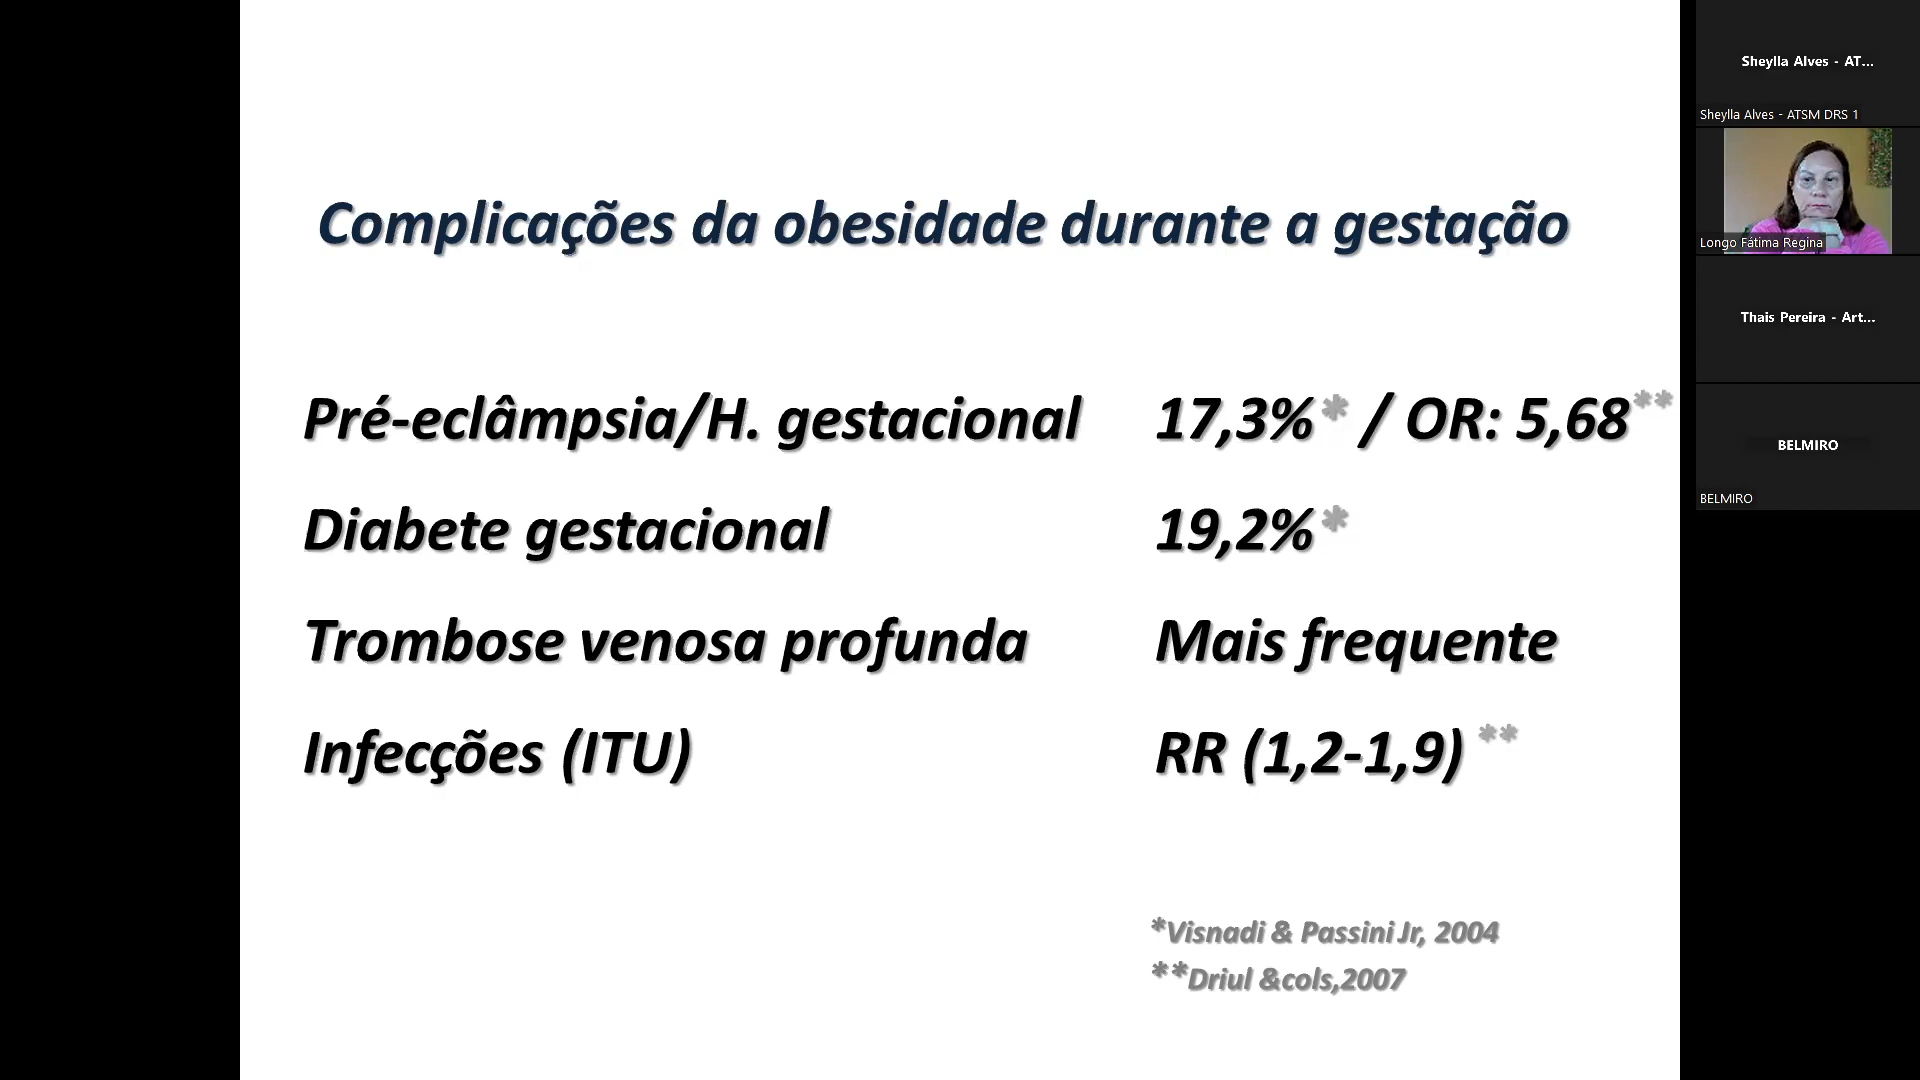 Complicações da obesidade durante a gestação
Pré-eclâmpsia/H. gestacional 17,3%* / OR: 5,68**
Diabete gestacional 19,2%*
Trombose venosa profunda Mais frequente
Infecções (ITU) RR (1,2-1,9) **
*Visnadi & Passini Jr, 2004
**Driul &cols,2007
Sheylla Alves - AT...
Sheylla Alves - ATSM DRS 1
Longo Fátima Regina
Thais Pereira - Art...
BELMIRO
BELMIRO